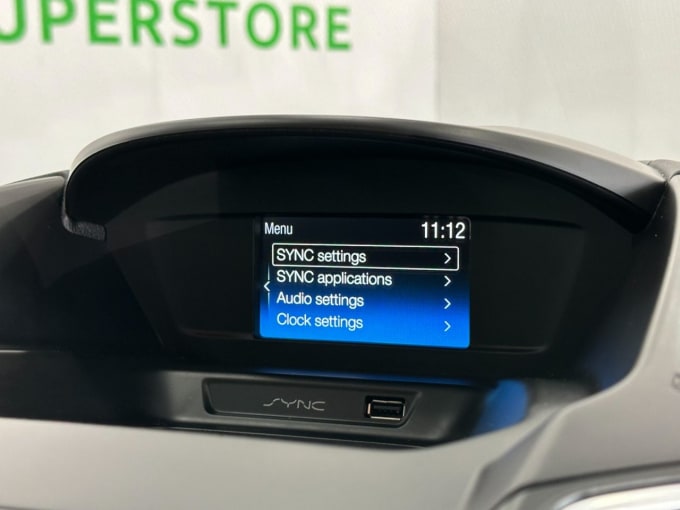 UPERSTORE
Menu 11:12
SYNC settings
SYNC applications
Audio settings
Clock settings
SYNC